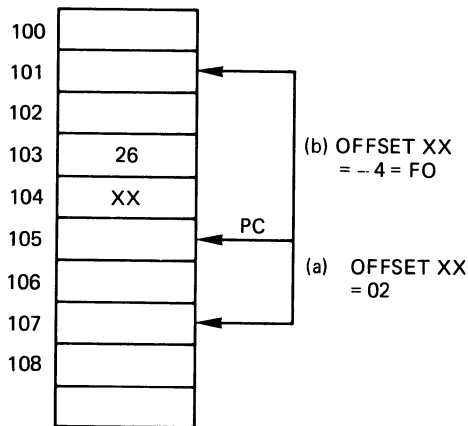 100
101
102
103 26
(b) OFFSET XX
= – 4 = FO
104 XX
105 PC
106
(a) OFFSET XX
= 02
107
108